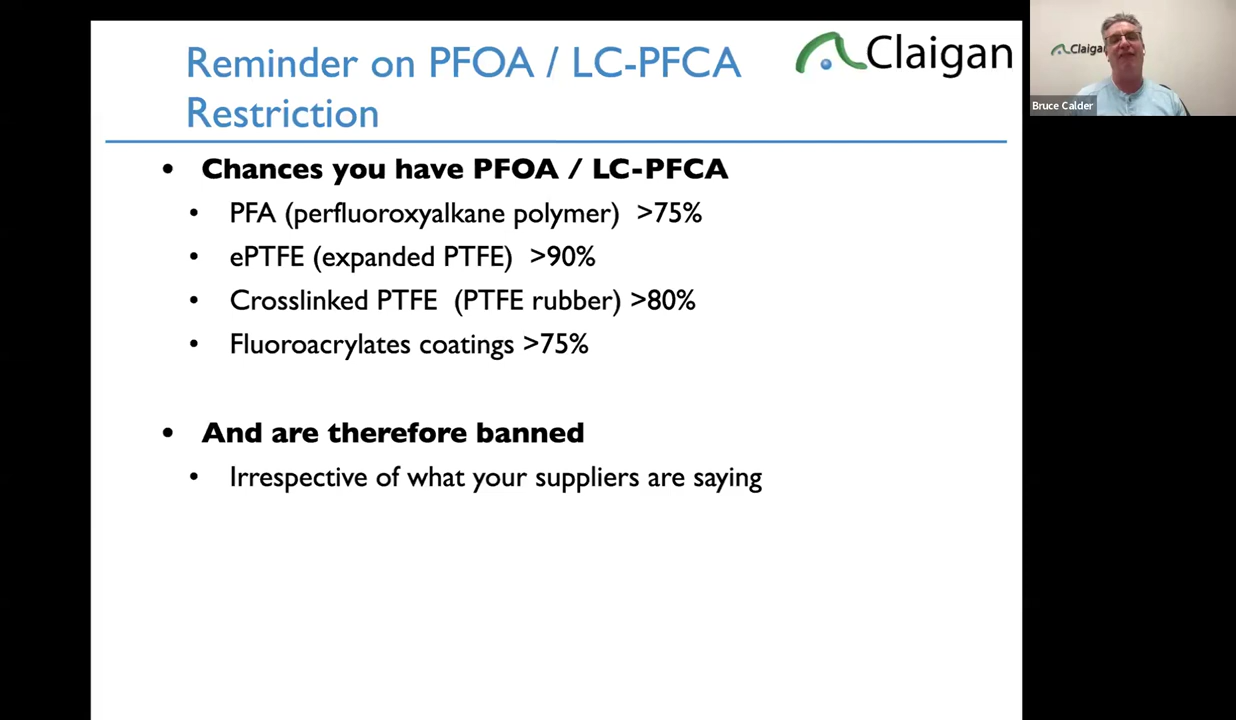 Reminder on PFOA / LC-PFCA
Restriction
Claigan
• Chances you have PFOA / LC-PFCA
• PFA (perfluoroxyalkane polymer) >75%
• ePTFE (expanded PTFE) >90%
• Crosslinked PTFE (PTFE rubber) >80%
• Fluoroacrylates coatings >75%
• And are therefore banned
• Irrespective of what your suppliers are saying
Claigan
Bruce Calder